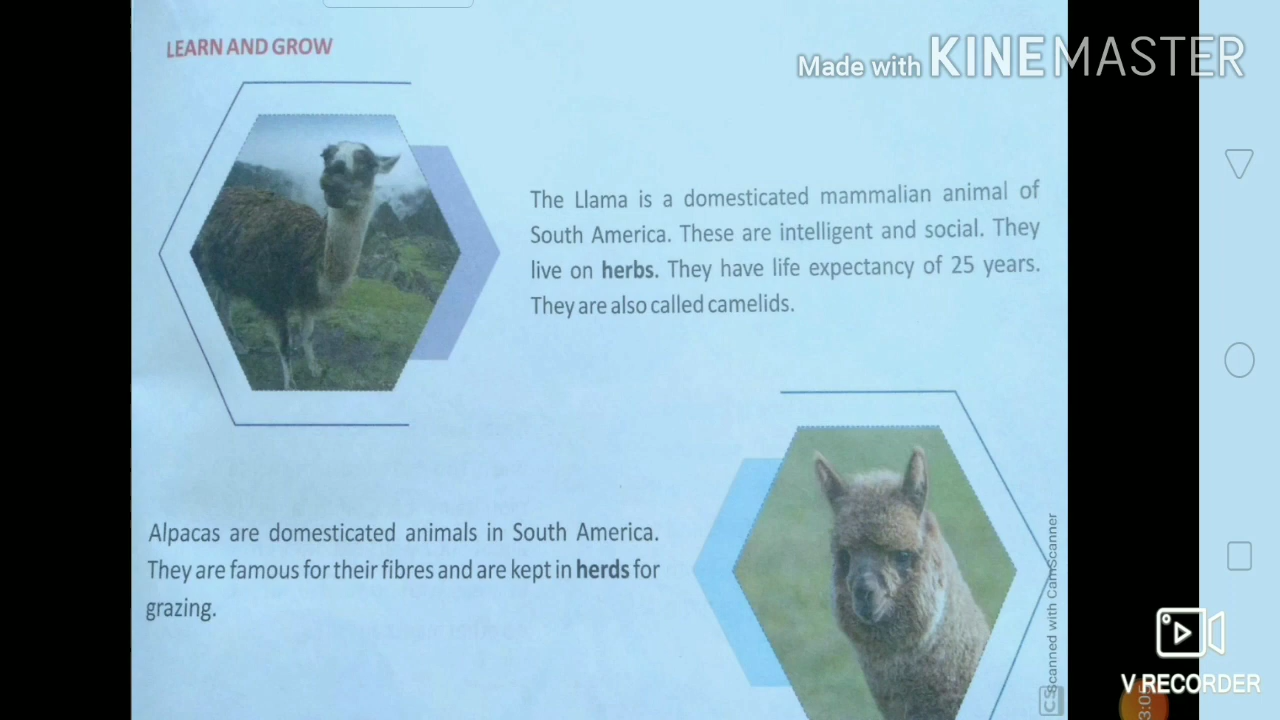 LEARN AND GROW
Made with KINEMASTER
The Llama is a domesticated mammalian animal of
South America. These are intelligent and social. They
live on herbs. They have life expectancy of 25 years.
They are also called camelids.
Alpacas are domesticated animals in South America.
They are famous for their fibres and are kept in herds for
grazing.
CS Scanned with CamScanner
V RECORDER